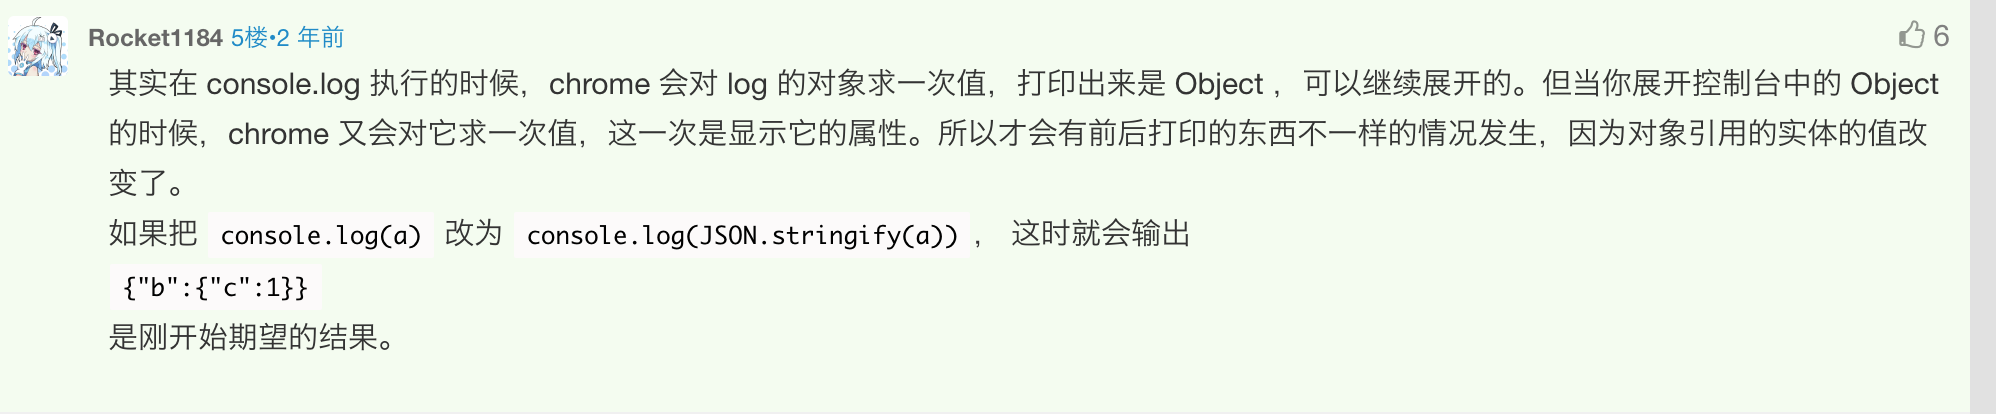 Rocket1184 5楼•2 年前 6
其实在 console.log 执行的时候，chrome 会对 log 的对象求一次值，打印出来是 Object ，可以继续展开的。但当你展开控制台中的 Object
的时候，chrome 又会对它求一次值，这一次是显示它的属性。所以才会有前后打印的东西不一样的情况发生，因为对象引用的实体的值改
变了。
如果把 console.log(a) 改为 console.log(JSON.stringify(a)) ， 这时就会输出
{"b":{"c":1}}
是刚开始期望的结果。